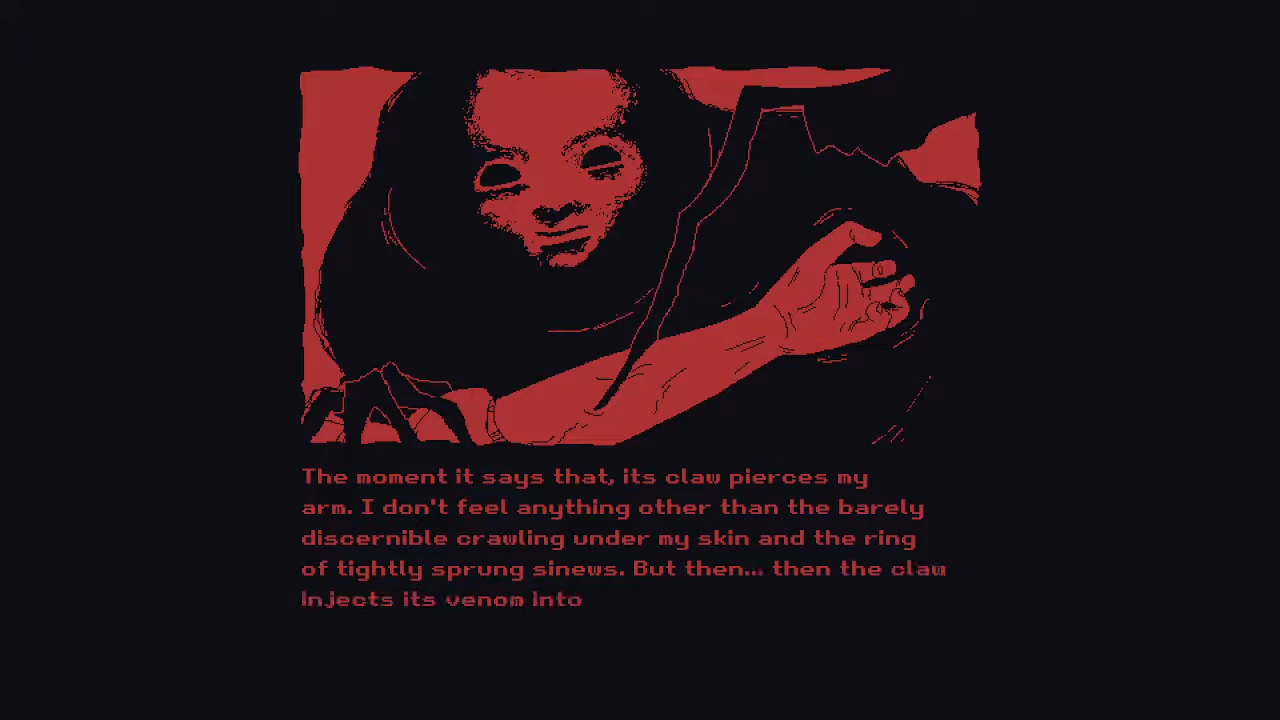 The moment it says that, its claw pierces my
arm. I don't feel anything other than the barely
discernible crawling under my skin and the ring
of tightly sprung sinews. But then... then the claw
injects its venom into